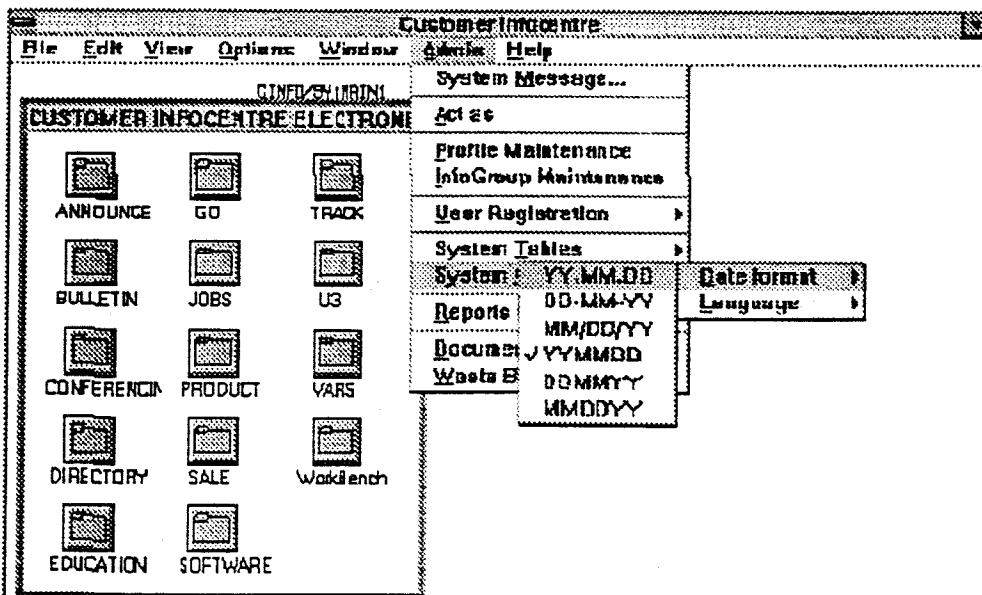 Customer Infocentre
File Edit View Options Window Admin Help
CINFO/SY:MAIN1
CUSTOMER INFOCENTRE ELECTRONI
ANNOUNCE GO TRACK
BULLETIN JOBS U3
CONFERENCIN PRODUCT VARS
DIRECTORY SALE WorkBench
EDUCATION SOFTWARE
System Message...
Act as
Profile Maintenance
InfoGroup Maintenance
User Registration
System Tables
System
Reports
Documen
Waste B
YY.MM.DD
DD-MM-YY
MM/DD/YY
✓ YYMMDD
DDMMYY
MMDDYY
Date format
Language